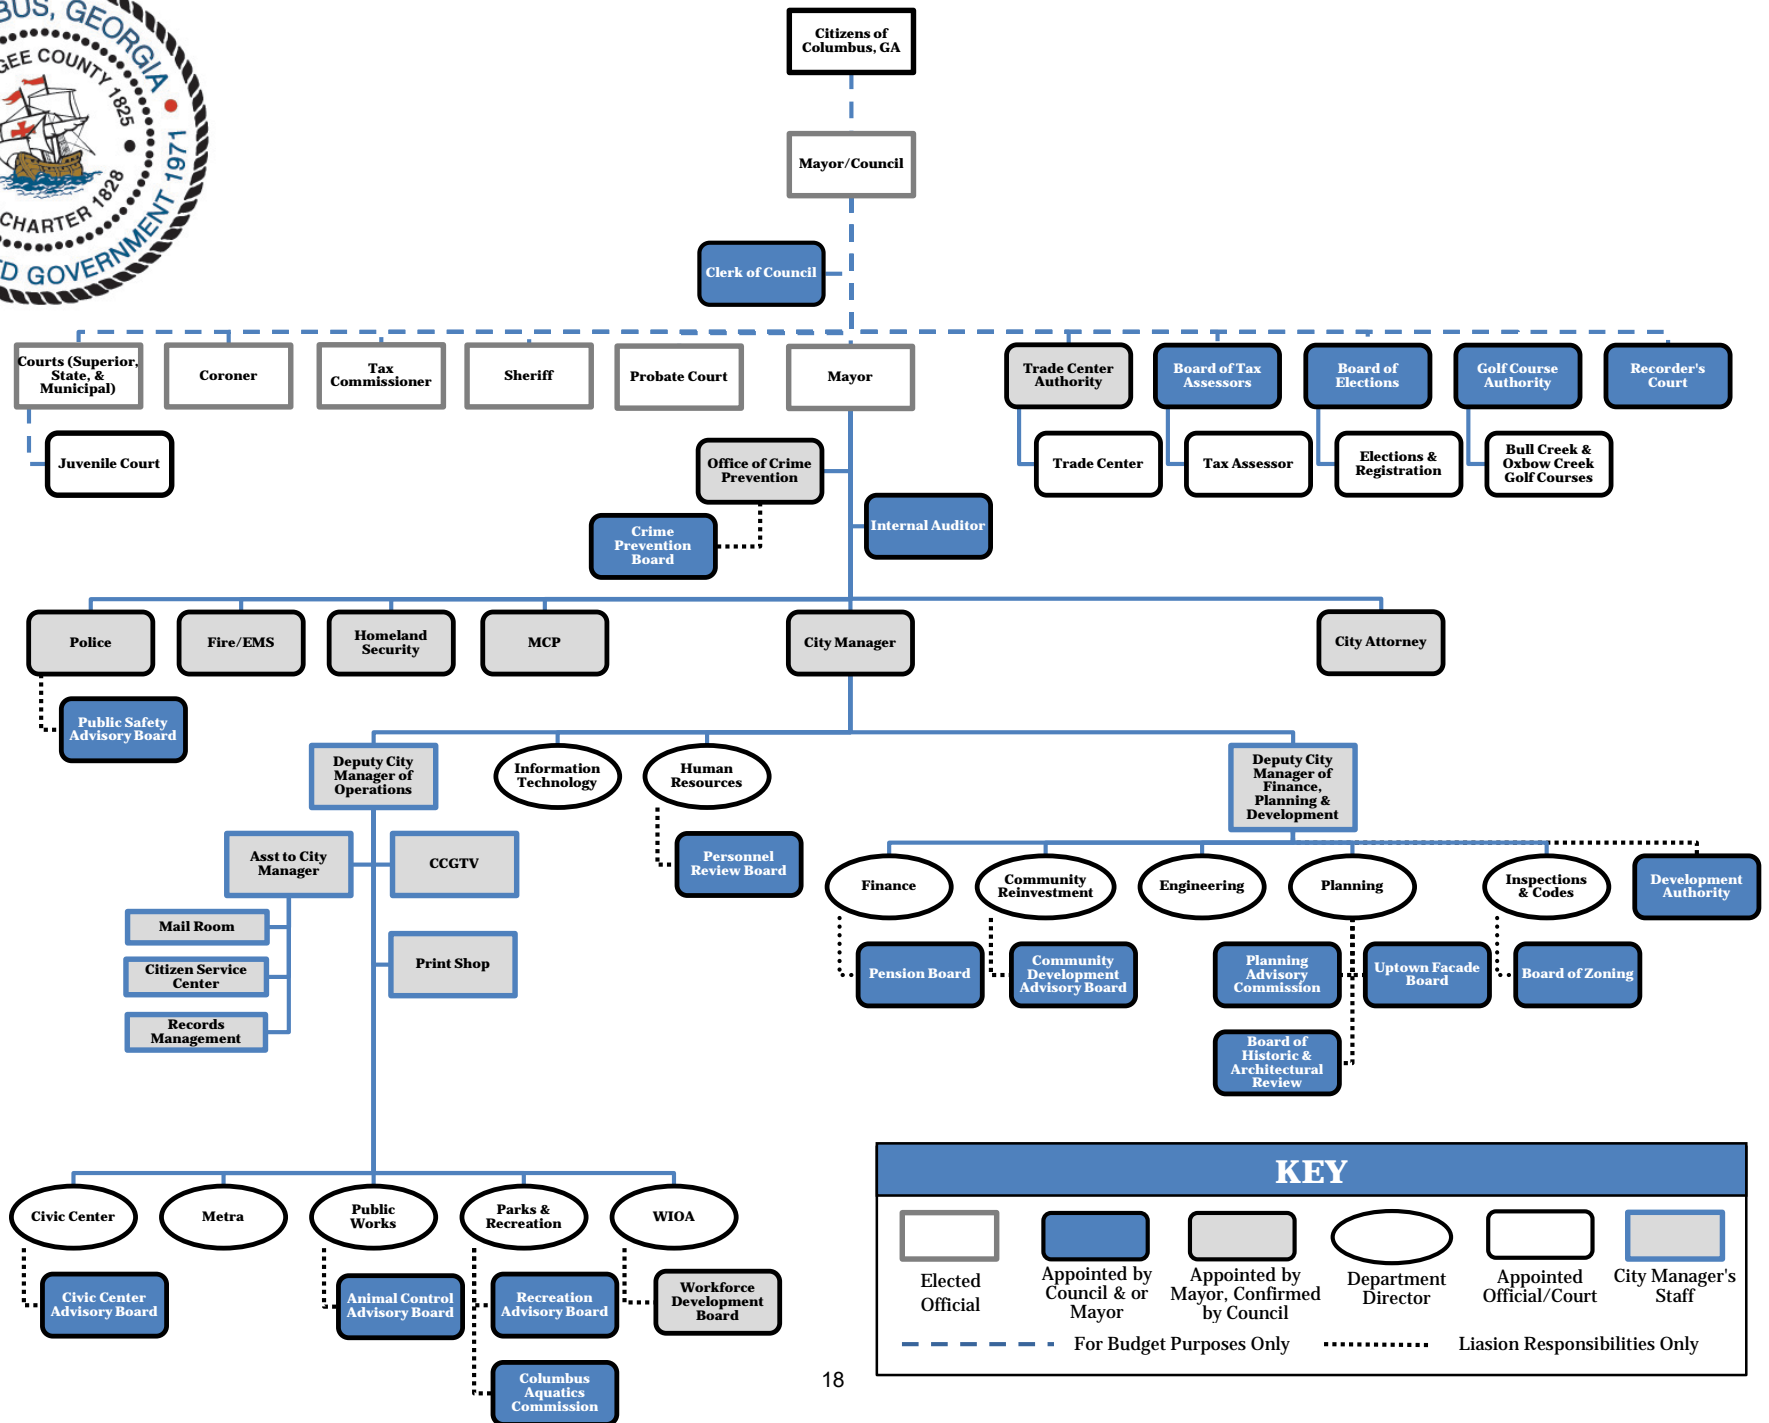 BUS, GEORGIA
GEE COUNTY 1825
CHARTER 1828
ED GOVERNMENT 1971
Citizens of
Columbus, GA
Mayor/Council
Clerk of Council
Courts (Superior,
State, &
Municipal)
Coroner
Tax
Commissioner
Sheriff
Probate Court
Mayor
Trade Center
Authority
Board of Tax
Assessors
Board of
Elections
Golf Course
Authority
Recorder's
Court
Juvenile Court
Office of Crime
Prevention
Trade Center
Tax Assessor
Elections &
Registration
Bull Creek &
Oxbow Creek
Golf Courses
Crime
Prevention
Board
Internal Auditor
Police
Fire/EMS
Homeland
Security
MCP
City Manager
City Attorney
Public Safety
Advisory Board
Deputy City
Manager of
Operations
Information
Technology
Human
Resources
Deputy City
Manager of
Finance,
Planning &
Development
Asst to City
Manager
CCGTV
Personnel
Review Board
Finance
Community
Reinvestment
Engineering
Planning
Inspections
& Codes
Development
Authority
Mail Room
Citizen Service
Center
Records
Management
Print Shop
Pension Board
Community
Development
Advisory Board
Planning
Advisory
Commission
Uptown Facade
Board
Board of Zoning
Board of
Historic &
Architectural
Review
Civic Center
Metra
Public
Works
Parks &
Recreation
WIOA
Civic Center
Advisory Board
Animal Control
Advisory Board
Recreation
Advisory Board
Workforce
Development
Board
Columbus
Aquatics
Commission
KEY
Elected
Official
Appointed by
Council & or
Mayor
Appointed by
Mayor, Confirmed
by Council
Department
Director
Appointed
Official/Court
City Manager's
Staff
For Budget Purposes Only
Liasion Responsibilities Only
18